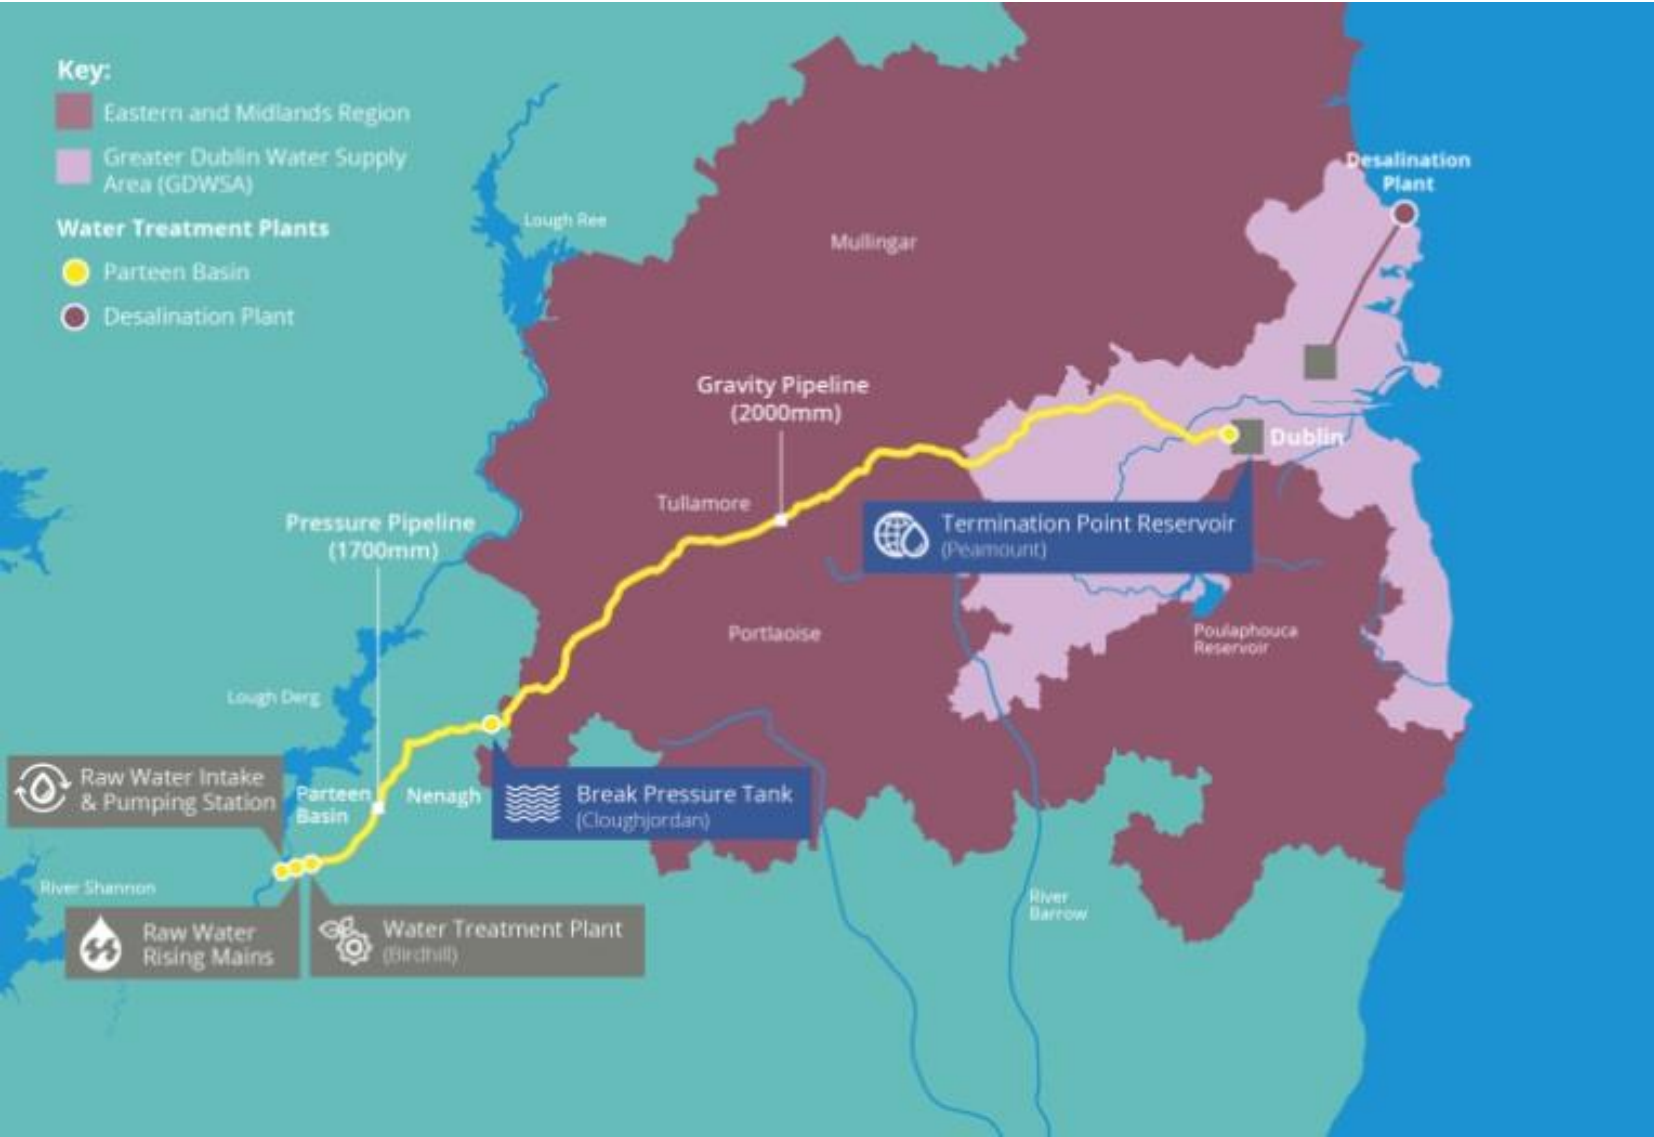 Key:
Eastern and Midlands Region
Greater Dublin Water Supply
Area (GDWSA)
Water Treatment Plants
Parteen Basin
Desalination Plant
Lough Ree
Mullingar
Desalination
Plant
Gravity Pipeline
(2000mm)
Dublin
Tullamore
Pressure Pipeline
(1700mm)
Termination Point Reservoir
(Peamount)
Portlaoise
Poulaphouca
Reservoir
Lough Derg
Raw Water Intake
& Pumping Station
Parteen
Basin
Nenagh
Break Pressure Tank
(Cloughjordan)
River Shannon
River
Barrow
Raw Water
Rising Mains
Water Treatment Plant
(Birdhill)